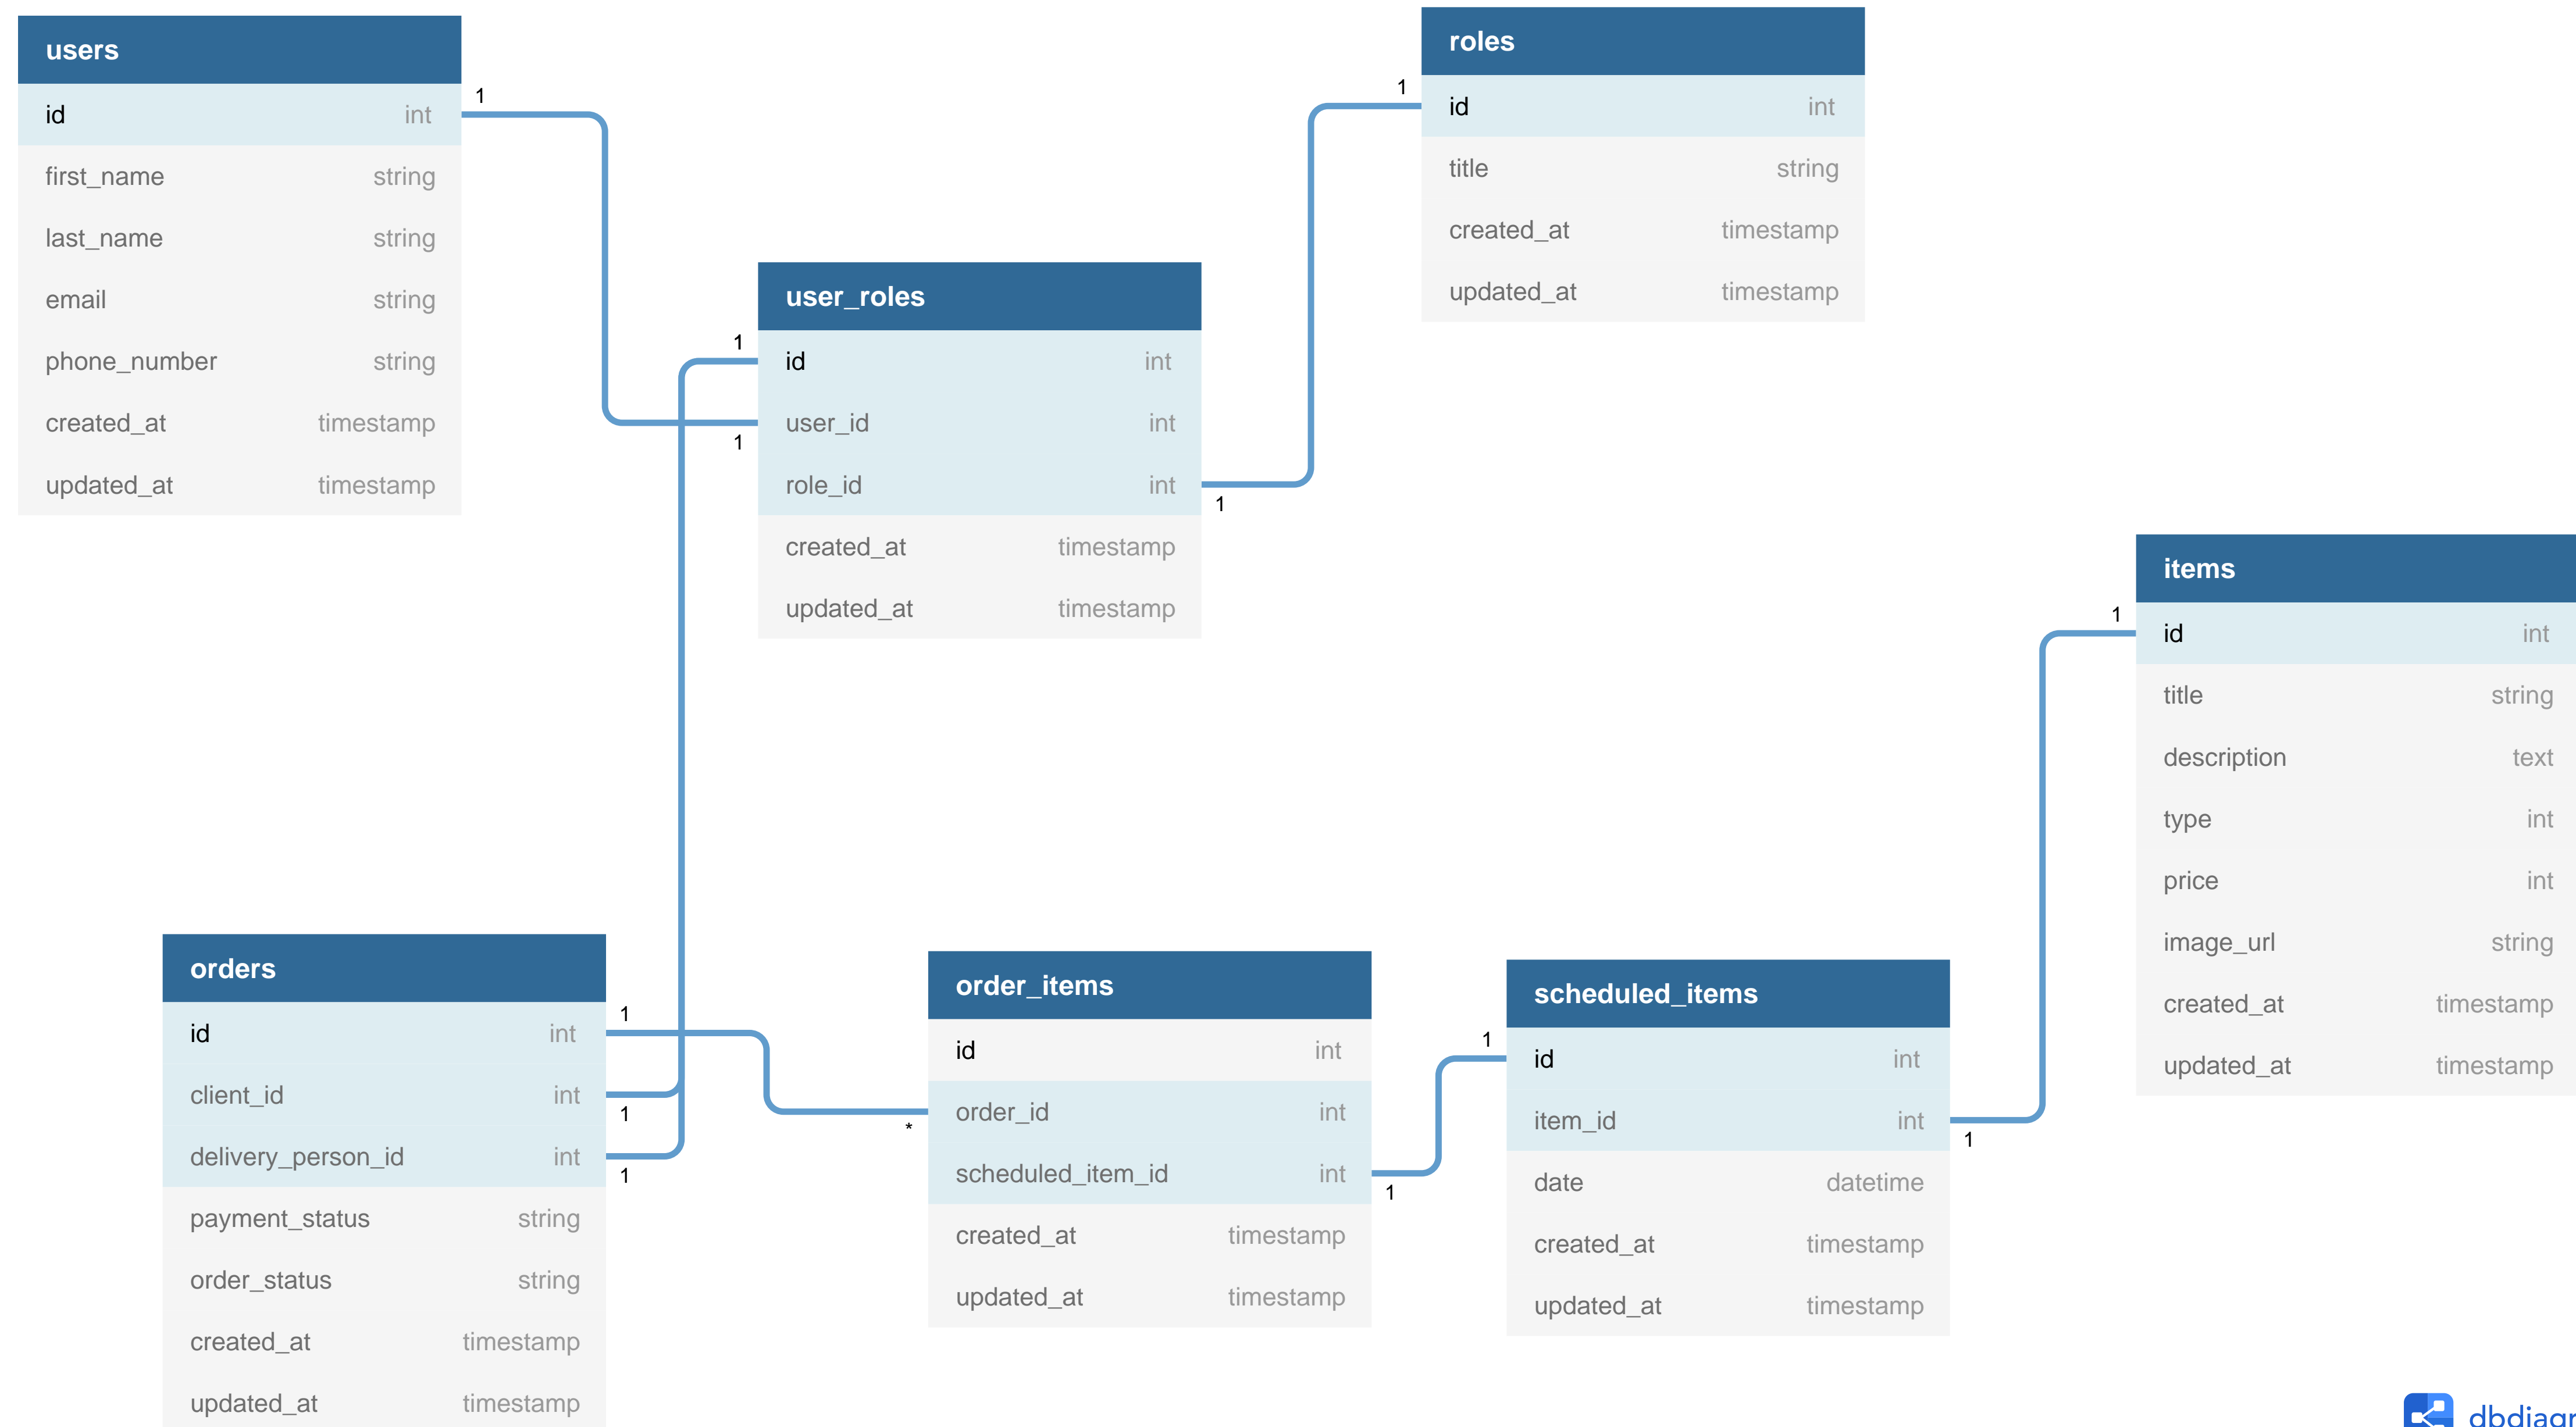 users
id int
first_name string
last_name string
email string
phone_number string
created_at timestamp
updated_at timestamp
1
roles
id int
title string
created_at timestamp
updated_at timestamp
1
user_roles
id int
user_id int
role_id int
created_at timestamp
updated_at timestamp
1
1
1
items
id int
title string
description text
type int
price int
image_url string
created_at timestamp
updated_at timestamp
1
orders
id int
client_id int
delivery_person_id int
payment_status string
order_status string
created_at timestamp
updated_at timestamp
1
1
1
order_items
id int
order_id int
scheduled_item_id int
created_at timestamp
updated_at timestamp
*
1
scheduled_items
id int
item_id int
date datetime
created_at timestamp
updated_at timestamp
1
1